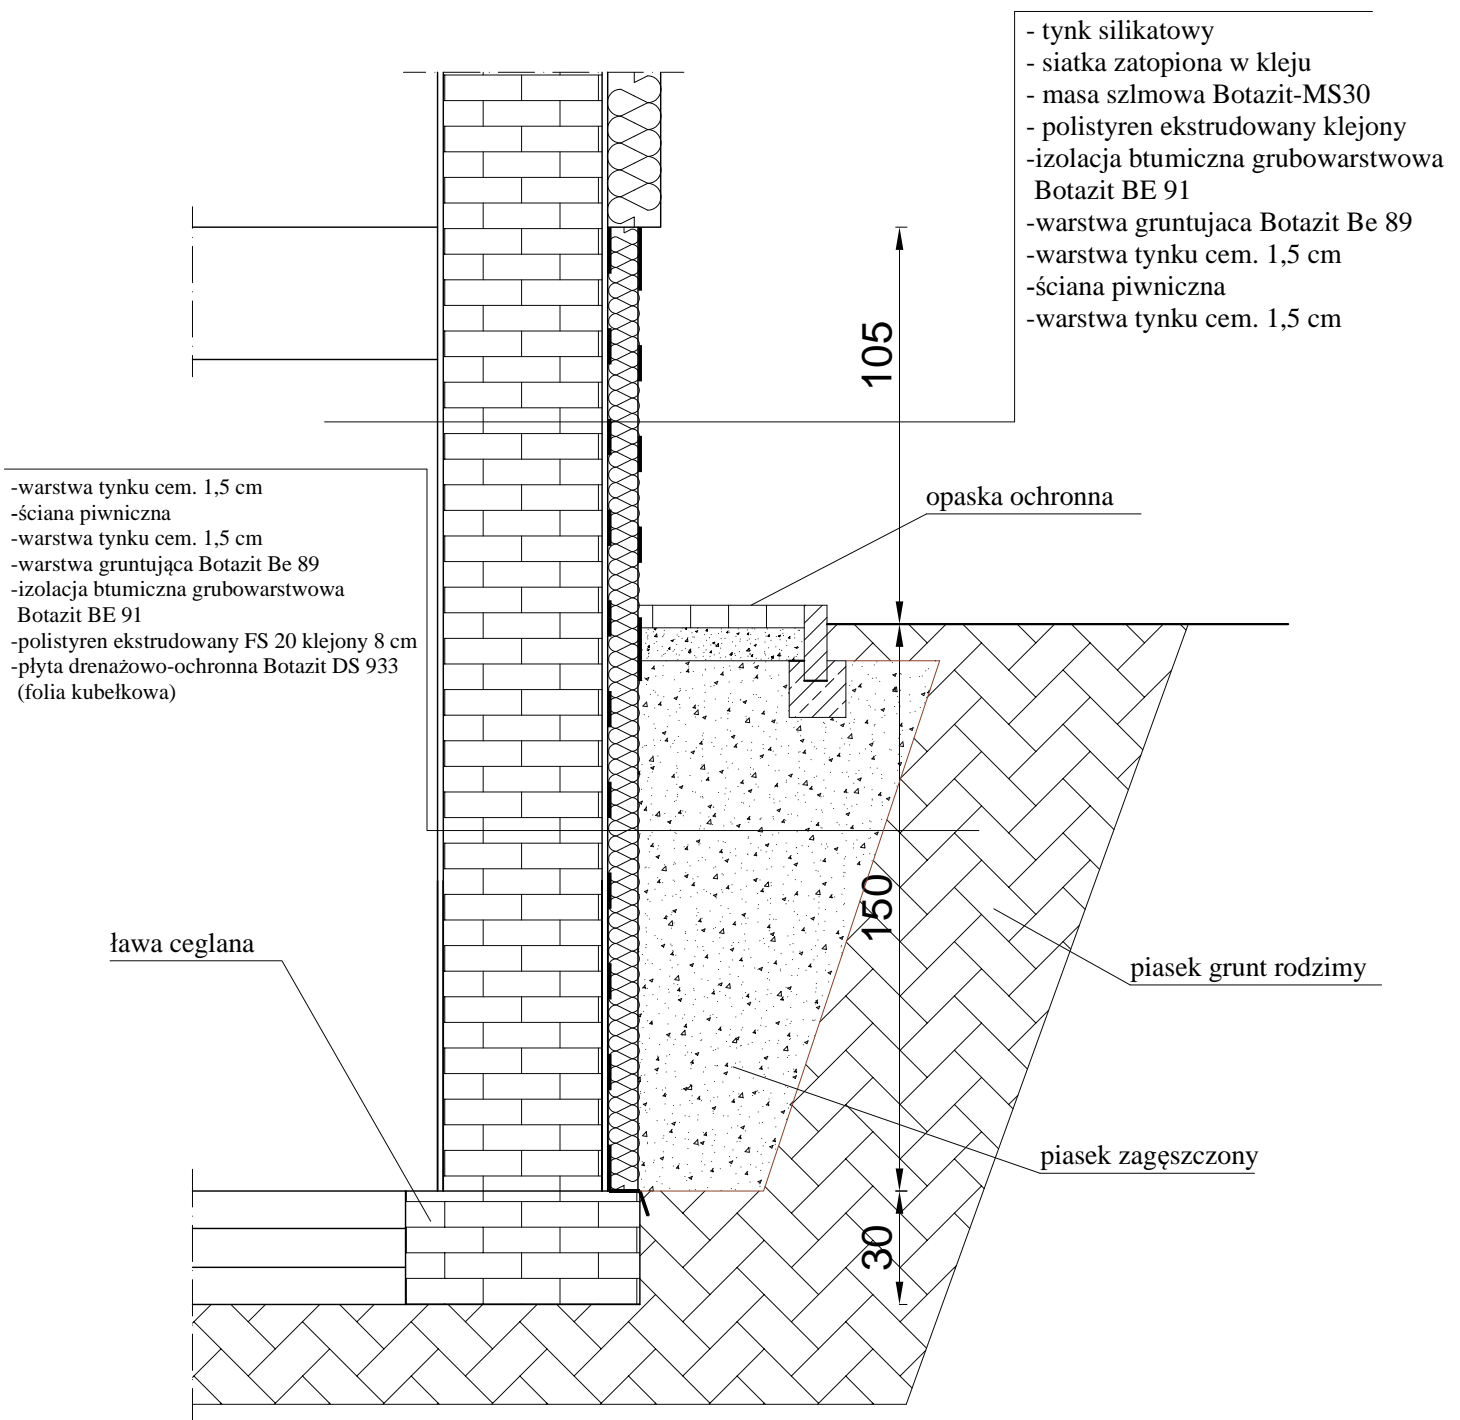 - tynk silikatowy
- siatka zatopiona w kleju
- masa szlmowa Botazit-MS30
- polistyren ekstrudowany klejony
-izolacja btumiczna grubowarstwowa
Botazit BE 91
-warstwa gruntujaca Botazit Be 89
-warstwa tynku cem. 1,5 cm
-ściana piwniczna
-warstwa tynku cem. 1,5 cm
105
-warstwa tynku cem. 1,5 cm
-ściana piwniczna
-warstwa tynku cem. 1,5 cm
-warstwa gruntująca Botazit Be 89
-izolacja btumiczna grubowarstwowa
Botazit BE 91
-polistyren ekstrudowany FS 20 klejony 8 cm
-płyta drenażowo-ochronna Botazit DS 933
(folia kubełkowa)
opaska ochronna
150
ława ceglana
piasek grunt rodzimy
piasek zagęszczony
30